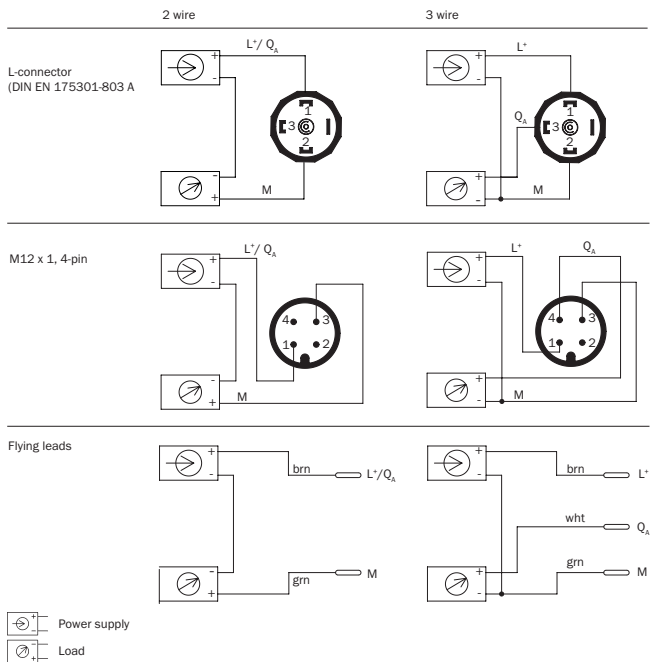 2 wire 3 wire
L-connector
(DIN EN 175301-803 A
L⁺/ Q_A
+
-
1
3
2
-
+
M
L⁺
+
-
Q_A
1
3
2
+
-
M
M12 x 1, 4-pin
L⁺/ Q_A
+
-
4 3
1 2
-
+
M
L⁺ Q_A
+
-
4 3
1 2
+
-
M
Flying leads
+
-
brn L⁺/Q_A
-
+
grn M
+
-
brn L⁺
wht Q_A
+
-
grn M
+
-
Power supply
-
+
Load